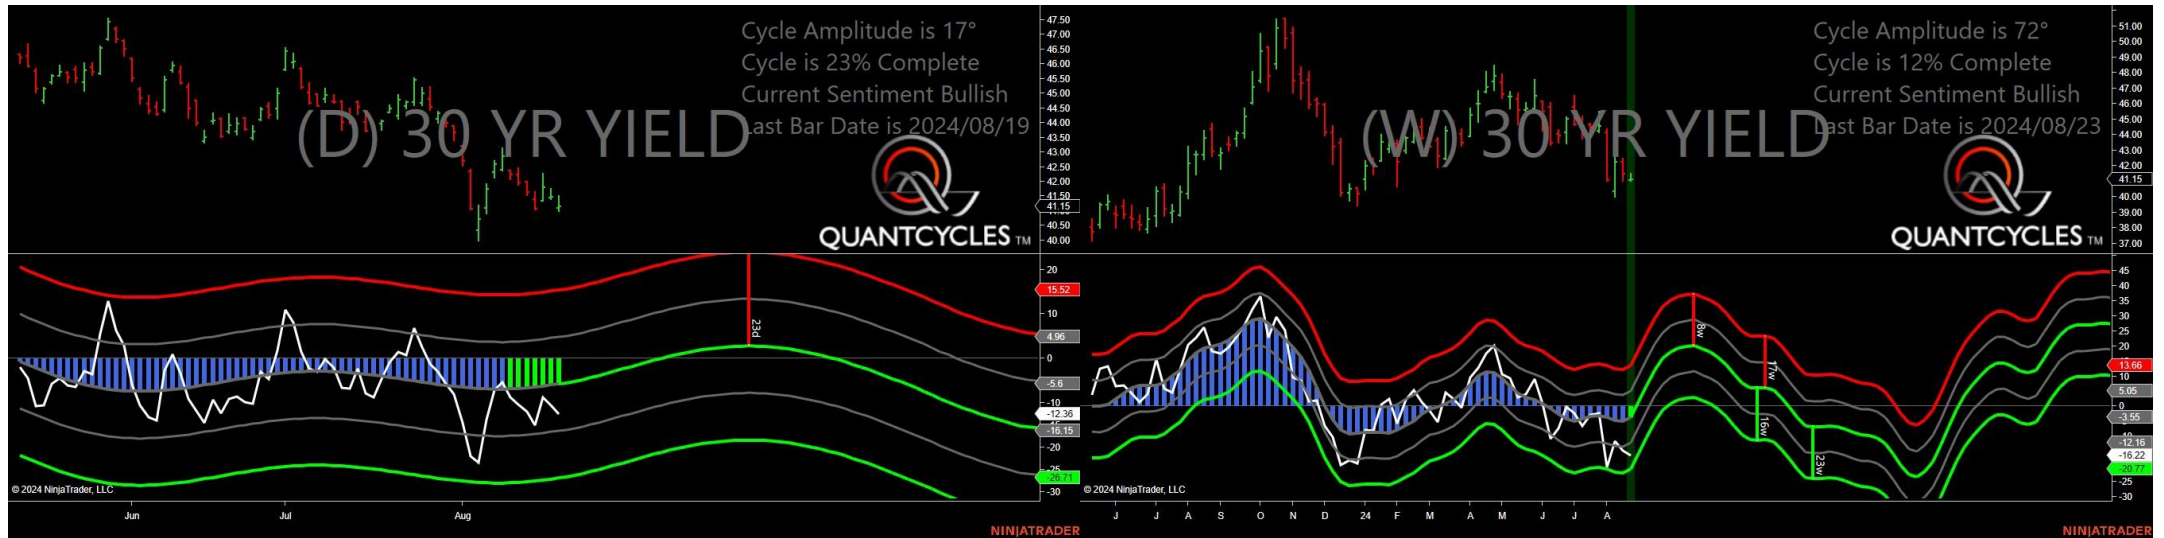 Cycle Amplitude is 17°
Cycle is 23% Complete
Current Sentiment Bullish
Last Bar Date is 2024/08/19
(D) 30 YR YIELD
QUANTCYCLES TM
47.50
47.00
46.50
46.00
45.50
45.00
44.50
44.00
43.50
43.00
42.50
42.00
41.50
41.15
40.50
40.00
23d
20
15.52
10
4.96
0
-5.6
-10
-12.36
-16.15
-20
-25
-26.71
-30
© 2024 NinjaTrader, LLC
Jun
Jul
Aug
NINJATRADER
Cycle Amplitude is 72°
Cycle is 12% Complete
Current Sentiment Bullish
Last Bar Date is 2024/08/23
(W) 30 YR YIELD
QUANTCYCLES TM
51.00
50.00
49.00
48.00
47.00
46.00
45.00
44.00
43.00
42.00
41.15
40.00
39.00
38.00
37.00
8w
17w
16w
23w
45
40
35
30
25
20
13.66
10
5.05
0
-3.55
-12.16
-16.22
-20.77
-25
-30
© 2024 NinjaTrader, LLC
J
J
A
S
O
N
D
24
F
M
A
M
J
J
A
NINJATRADER